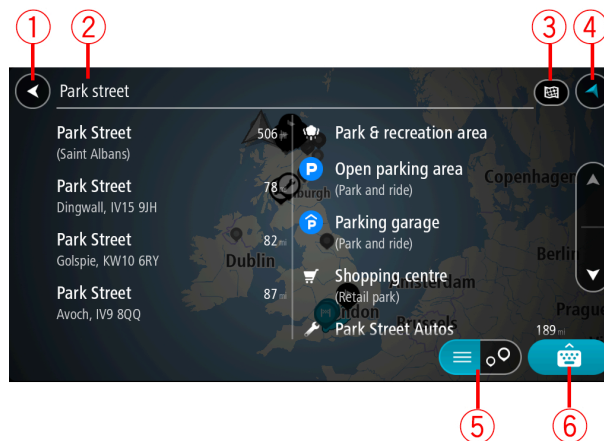 1 2 3 4
Park street
Park Street 506
(Saint Albans)
Park Street 78
Dingwall, IV15 9JH
Park Street 82 mi
Golspie, KW10 6RY
Park Street 87 mi
Avoch, IV9 8QQ
Park & recreation area
P Open parking area
(Park and ride)
P Parking garage
(Park and ride)
Shopping centre
(Retail park)
Park Street Autos 189 mi
burgh
Copenhagen
Dublin
Berlin
sterdam
ndon
Brussels
Prague
5 6